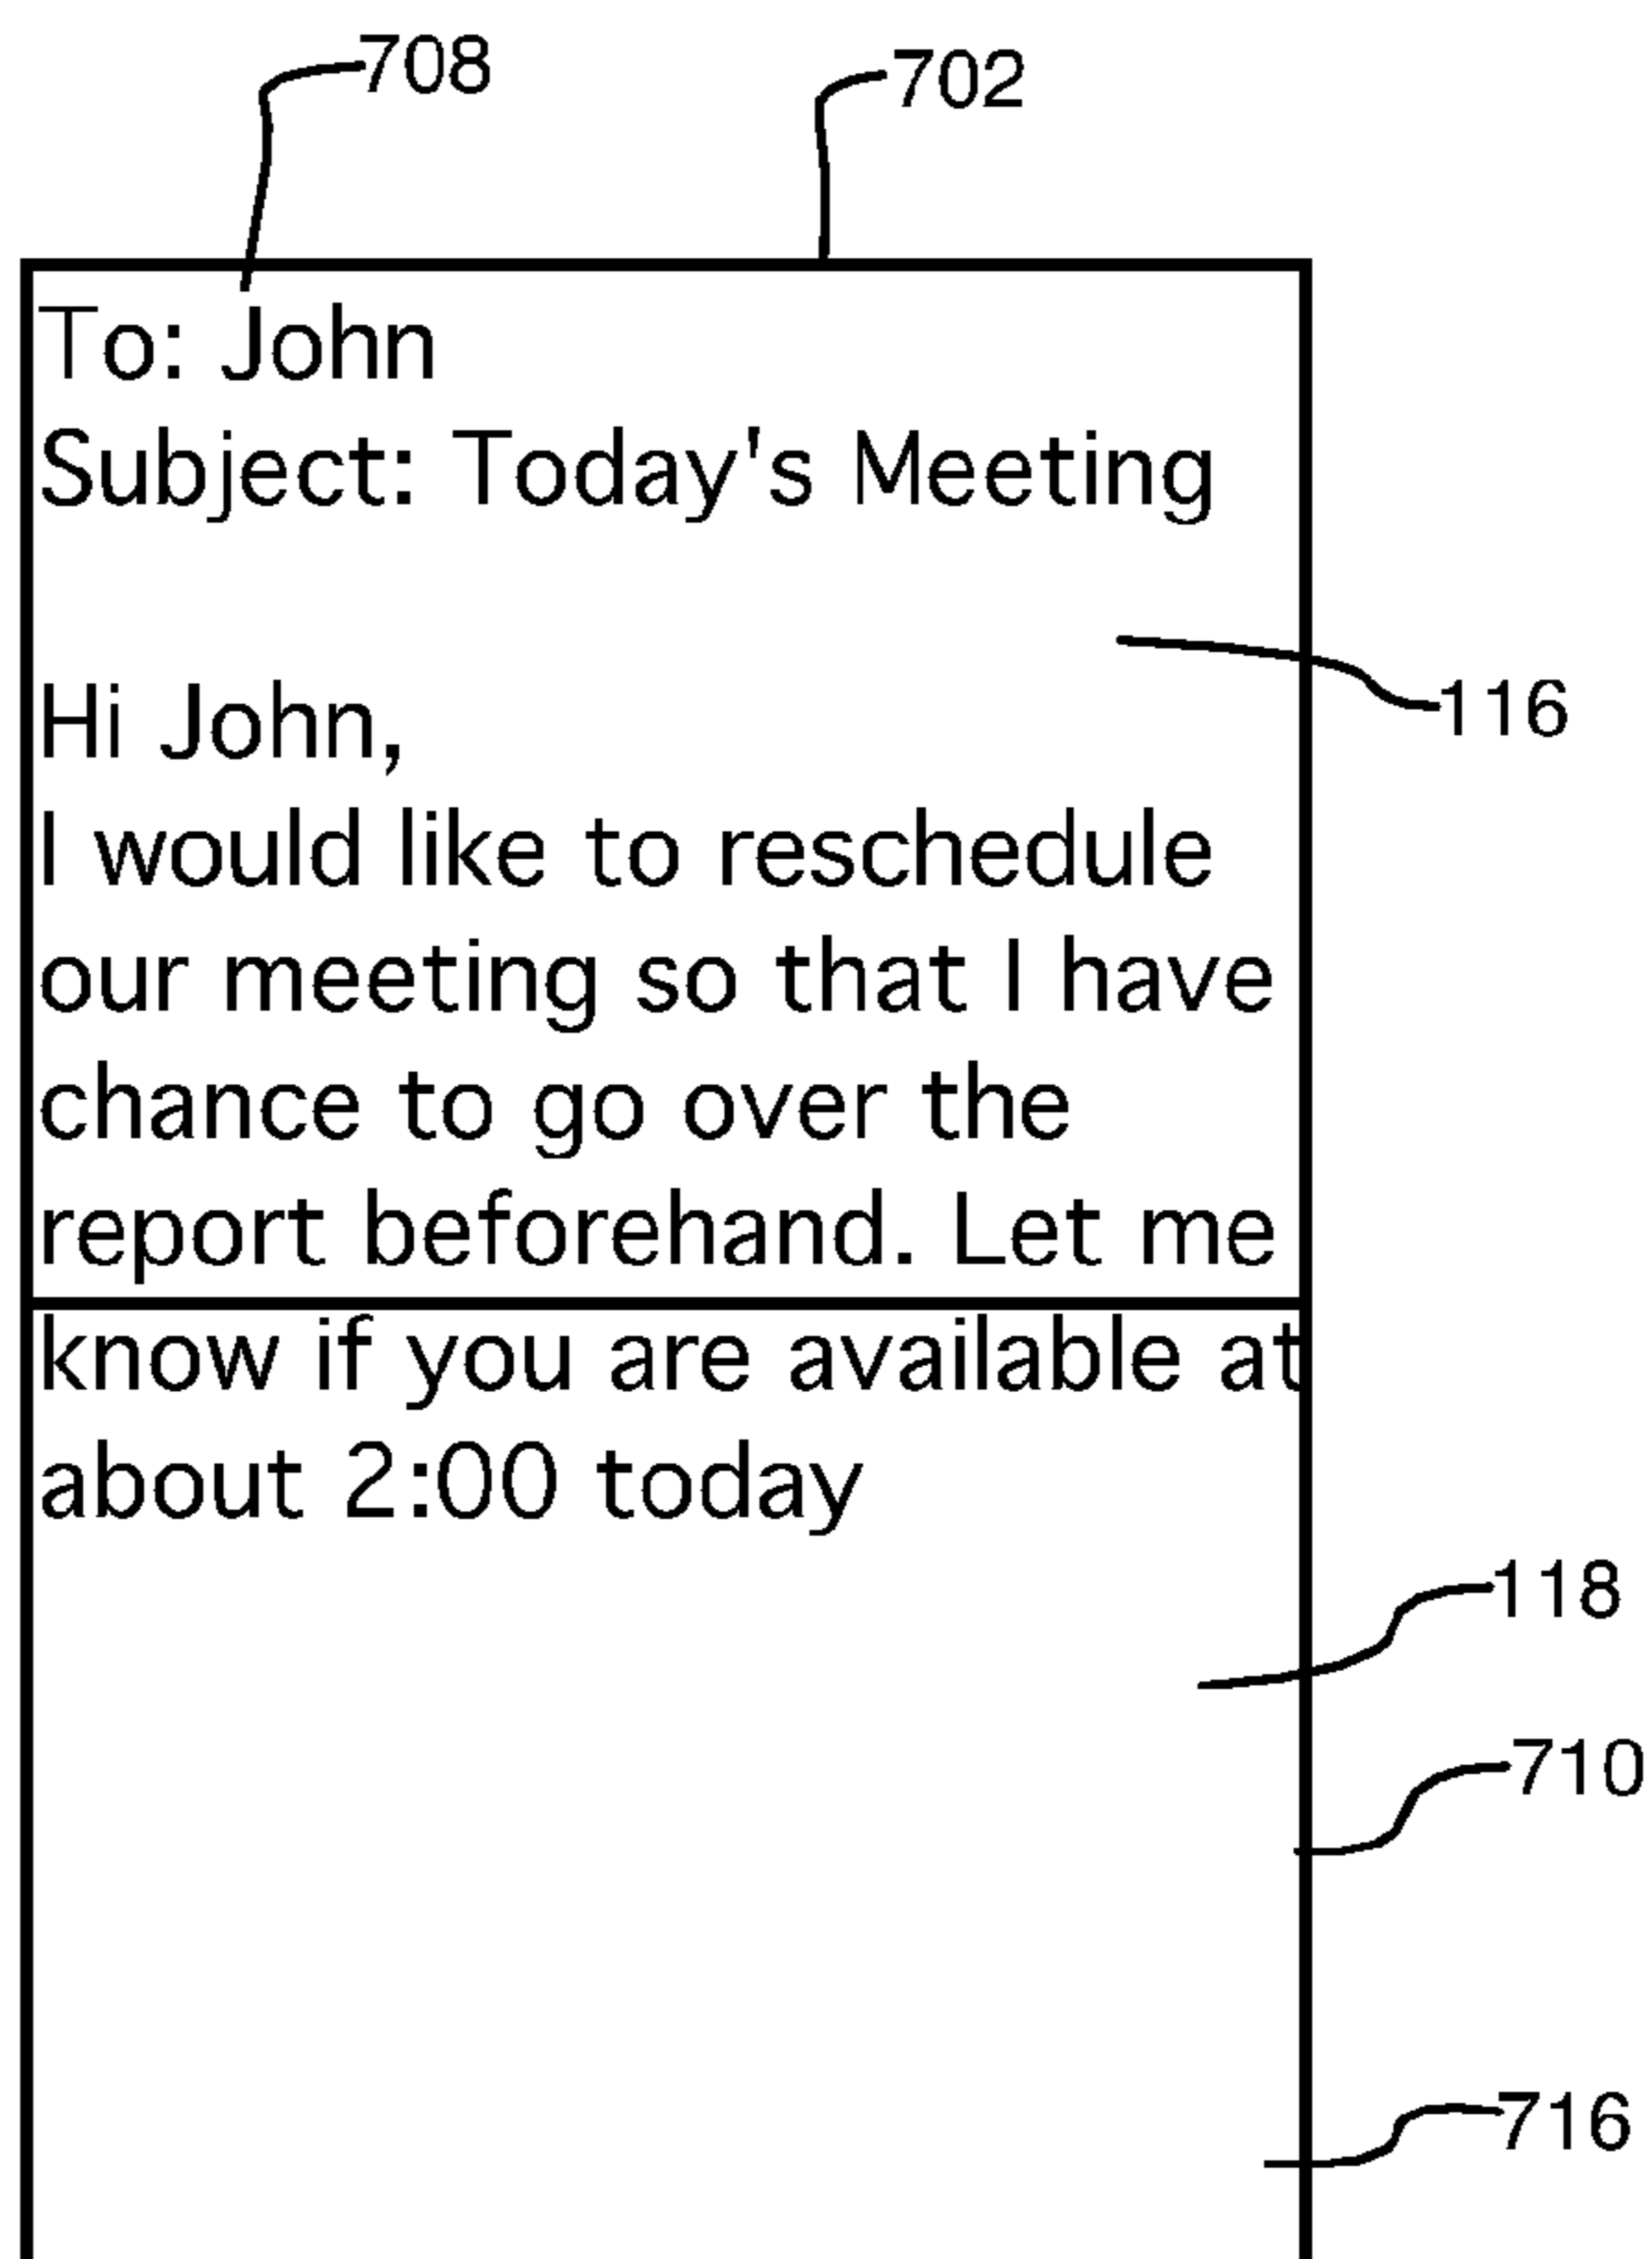 708
702
To: John
Subject: Today's Meeting
116
Hi John,
I would like to reschedule
our meeting so that I have
chance to go over the
report beforehand. Let me
know if you are available at
about 2:00 today
118
710
716